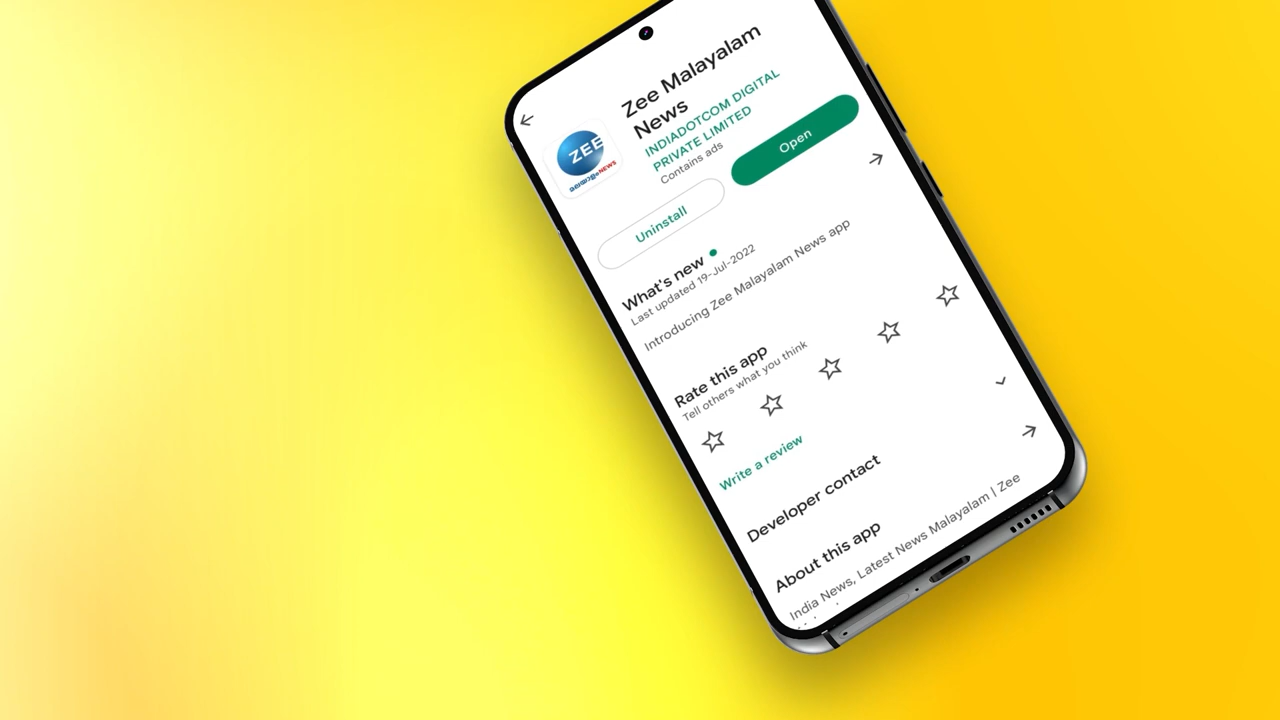 Zee Malayalam
News
INDIADOTCOM DIGITAL
PRIVATE LIMITED
Contains ads
ZEE
മലയാളം NEWS
Uninstall
Open
What's new
Last updated 19-Jul-2022
Introducing Zee Malayalam News app
Rate this app
Tell others what you think
Write a review
Developer contact
About this app
India News, Latest News Malayalam | Zee